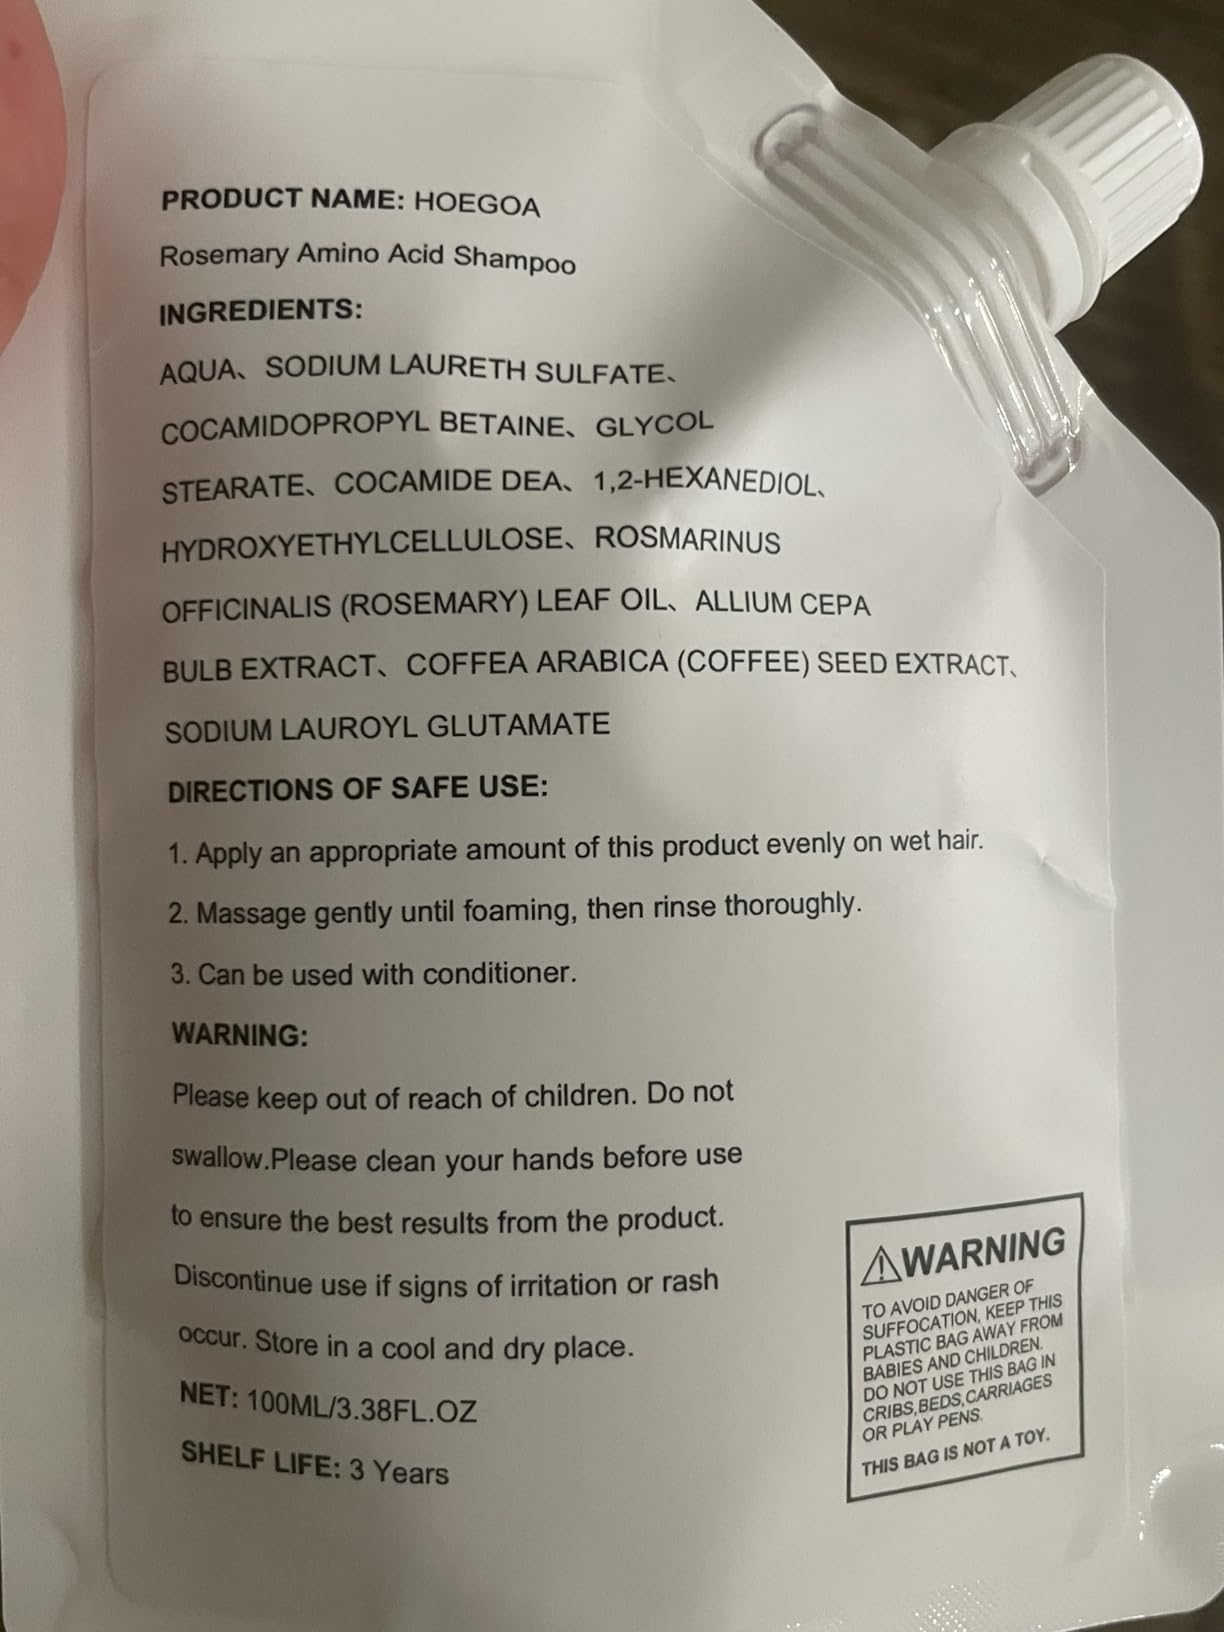 PRODUCT NAME: HOEGOA
Rosemary Amino Acid Shampoo
INGREDIENTS:
AQUA、SODIUM LAURETH SULFATE、
COCAMIDOPROPYL BETAINE、GLYCOL
STEARATE、COCAMIDE DEA、1,2-HEXANEDIOL、
HYDROXYETHYLCELLULOSE、ROSMARINUS
OFFICINALIS (ROSEMARY) LEAF OIL、ALLIUM CEPA
BULB EXTRACT、COFFEA ARABICA (COFFEE) SEED EXTRACT、
SODIUM LAUROYL GLUTAMATE
DIRECTIONS OF SAFE USE:
1. Apply an appropriate amount of this product evenly on wet hair.
2. Massage gently until foaming, then rinse thoroughly.
3. Can be used with conditioner.
WARNING:
Please keep out of reach of children. Do not
swallow.Please clean your hands before use
to ensure the best results from the product.
Discontinue use if signs of irritation or rash
occur. Store in a cool and dry place.
NET: 100ML/3.38FL.OZ
SHELF LIFE: 3 Years
⚠WARNING
TO AVOID DANGER OF
SUFFOCATION, KEEP THIS
PLASTIC BAG AWAY FROM
BABIES AND CHILDREN.
DO NOT USE THIS BAG IN
CRIBS,BEDS,CARRIAGES
OR PLAY PENS.
THIS BAG IS NOT A TOY.